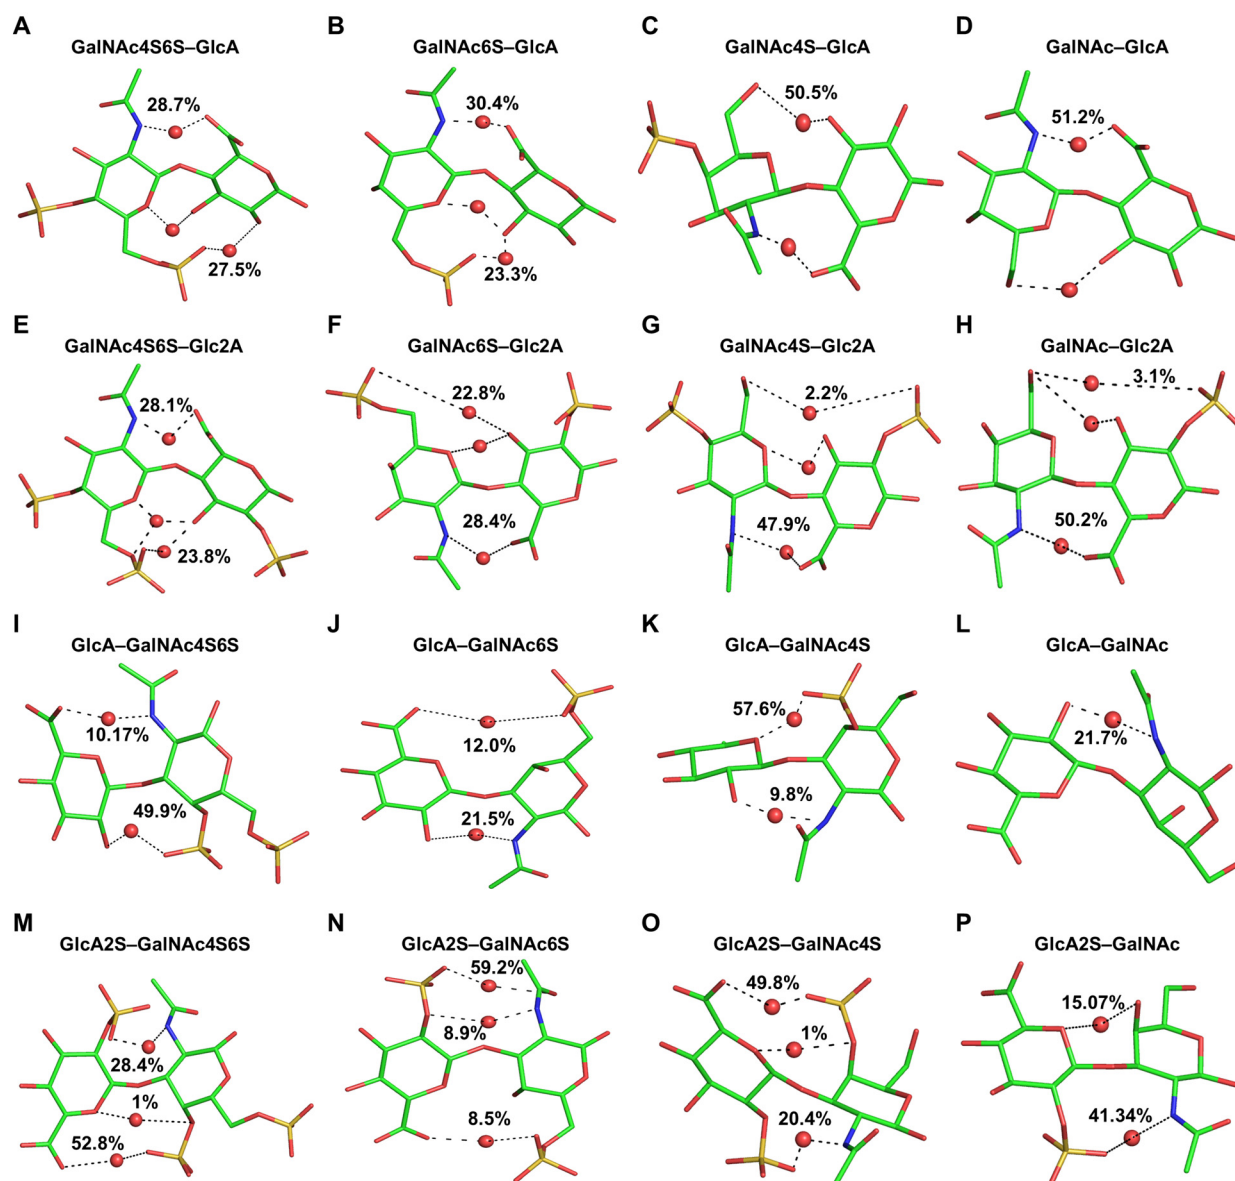 A
GalNAc4S6S–GlcA
28.7%
27.5%
B
GalNAc6S–GlcA
30.4%
23.3%
C
GalNAc4S–GlcA
50.5%
D
GalNAc–GlcA
51.2%
E
GalNAc4S6S–Glc2A
28.1%
23.8%
F
GalNAc6S–Glc2A
22.8%
28.4%
G
GalNAc4S–Glc2A
2.2%
47.9%
H
GalNAc–Glc2A
3.1%
50.2%
I
GlcA–GalNAc4S6S
10.17%
49.9%
J
GlcA–GalNAc6S
12.0%
21.5%
K
GlcA–GalNAc4S
57.6%
9.8%
L
GlcA–GalNAc
21.7%
M
GlcA2S–GalNAc4S6S
28.4%
1%
52.8%
N
GlcA2S–GalNAc6S
59.2%
8.9%
8.5%
O
GlcA2S–GalNAc4S
49.8%
1%
20.4%
P
GlcA2S–GalNAc
15.07%
41.34%